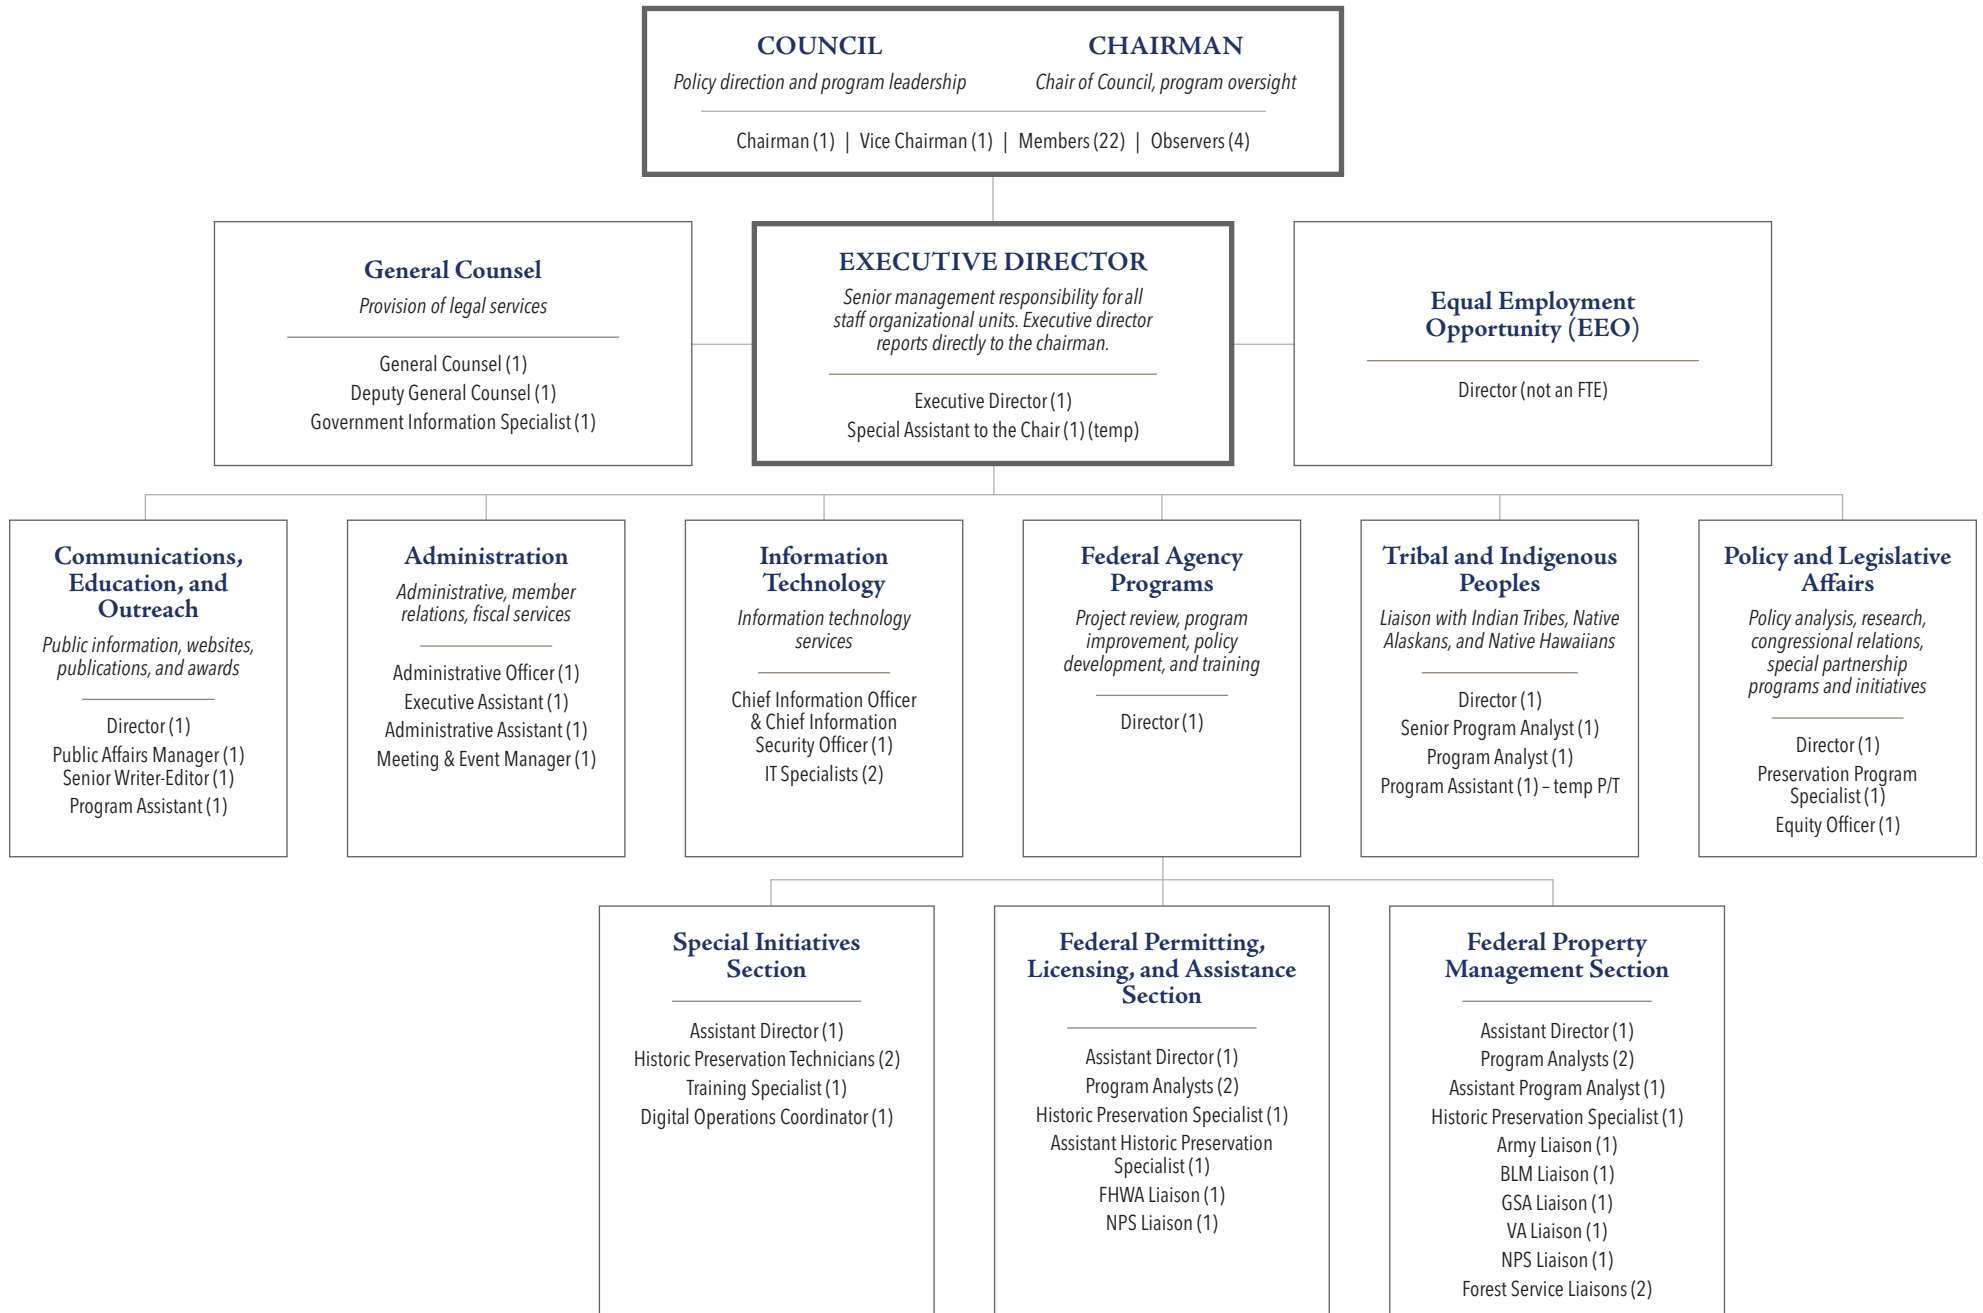 COUNCIL
Policy direction and program leadership
CHAIRMAN
Chair of Council, program oversight
Chairman (1) | Vice Chairman (1) | Members (22) | Observers (4)
General Counsel
Provision of legal services
General Counsel (1)
Deputy General Counsel (1)
Government Information Specialist (1)
EXECUTIVE DIRECTOR
Senior management responsibility for all
staff organizational units. Executive director
reports directly to the chairman.
Executive Director (1)
Special Assistant to the Chair (1) (temp)
Equal Employment
Opportunity (EEO)
Director (not an FTE)
Communications,
Education, and
Outreach
Public information, websites,
publications, and awards
Director (1)
Public Affairs Manager (1)
Senior Writer-Editor (1)
Program Assistant (1)
Administration
Administrative, member
relations, fiscal services
Administrative Officer (1)
Executive Assistant (1)
Administrative Assistant (1)
Meeting & Event Manager (1)
Information
Technology
Information technology
services
Chief Information Officer
& Chief Information
Security Officer (1)
IT Specialists (2)
Federal Agency
Programs
Project review, program
improvement, policy
development, and training
Director (1)
Tribal and Indigenous
Peoples
Liaison with Indian Tribes, Native
Alaskans, and Native Hawaiians
Director (1)
Senior Program Analyst (1)
Program Analyst (1)
Program Assistant (1) – temp P/T
Policy and Legislative
Affairs
Policy analysis, research,
congressional relations,
special partnership
programs and initiatives
Director (1)
Preservation Program
Specialist (1)
Equity Officer (1)
Special Initiatives
Section
Assistant Director (1)
Historic Preservation Technicians (2)
Training Specialist (1)
Digital Operations Coordinator (1)
Federal Permitting,
Licensing, and Assistance
Section
Assistant Director (1)
Program Analysts (2)
Historic Preservation Specialist (1)
Assistant Historic Preservation
Specialist (1)
FHWA Liaison (1)
NPS Liaison (1)
Federal Property
Management Section
Assistant Director (1)
Program Analysts (2)
Assistant Program Analyst (1)
Historic Preservation Specialist (1)
Army Liaison (1)
BLM Liaison (1)
GSA Liaison (1)
VA Liaison (1)
NPS Liaison (1)
Forest Service Liaisons (2)